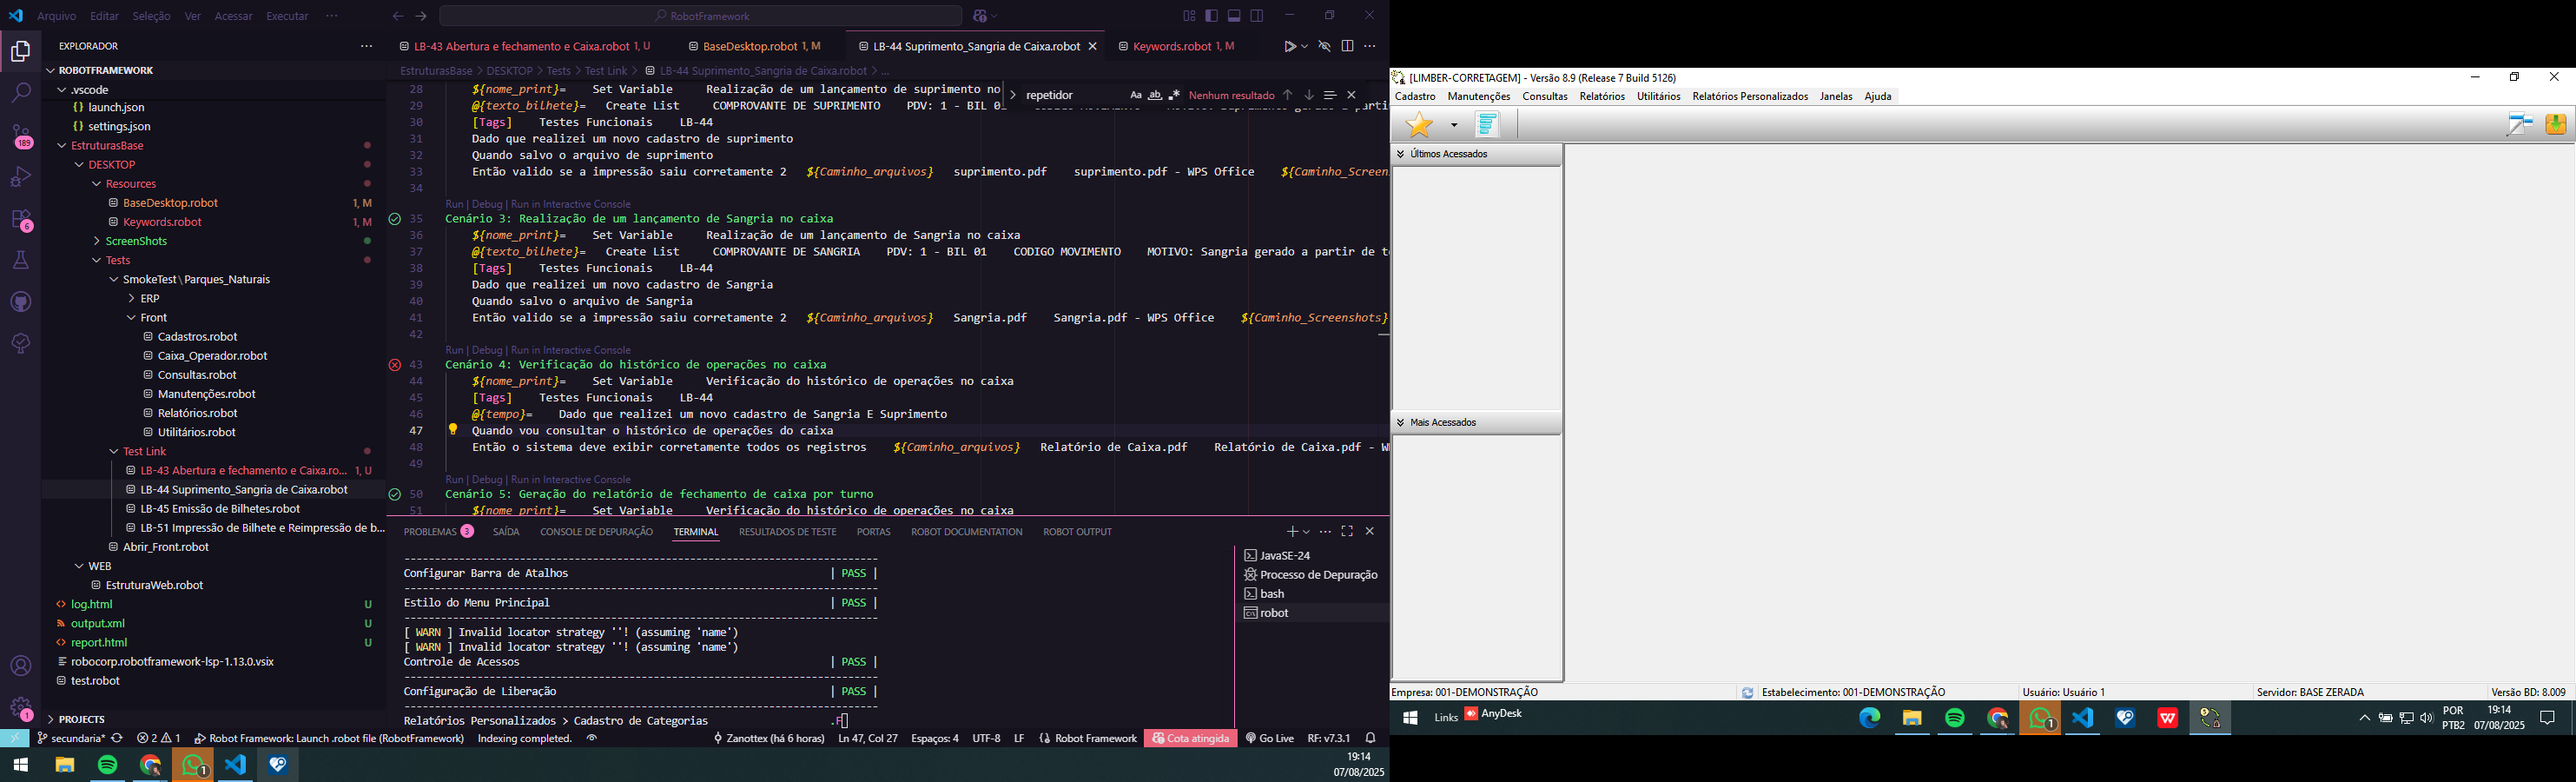 Arquivo Editar Seleção Ver Acessar Executar ··· RobotFramework
EXPLORADOR
ROBOTFRAMEWORK
.vscode
launch.json
settings.json
EstruturasBase
DESKTOP
Resources
BaseDesktop.robot 1, M
Keywords.robot 1, M
ScreenShots
Tests
SmokeTest\Parques_Naturais
ERP
Front
Cadastros.robot
Caixa_Operador.robot
Consultas.robot
Manutenções.robot
Relatórios.robot
Utilitários.robot
Test Link
LB-43 Abertura e fechamento e Caixa.ro... 1, U
LB-44 Suprimento_Sangria de Caixa.robot
LB-45 Emissão de Bilhetes.robot
LB-51 Impressão de Bilhete e Reimpressão de b...
Abrir_Front.robot
WEB
EstruturaWeb.robot
log.html U
output.xml U
report.html U
robocorp.robotframework-lsp-1.13.0.vsix
test.robot
PROJECTS
189
6
1
LB-43 Abertura e fechamento e Caixa.robot 1, U BaseDesktop.robot 1, M LB-44 Suprimento_Sangria de Caixa.robot Keywords.robot 1, M
EstruturasBase > DESKTOP > Tests > Test Link > LB-44 Suprimento_Sangria de Caixa.robot > ...
repetidor Aa ab .* Nenhum resultado
28 ${nome_print}= Set Variable Realização de um lançamento de suprimento no
29 @{texto_bilhete}= Create List COMPROVANTE DE SUPRIMENTO PDV: 1 - BIL 01
30 [Tags] Testes Funcionais LB-44
31 Dado que realizei um novo cadastro de suprimento
32 Quando salvo o arquivo de suprimento
33 Então valido se a impressão saiu corretamente 2 ${Caminho_arquivos} suprimento.pdf suprimento.pdf - WPS Office ${Caminho_Screen
34
Run | Debug | Run in Interactive Console
35 Cenário 3: Realização de um lançamento de Sangria no caixa
36 ${nome_print}= Set Variable Realização de um lançamento de Sangria no caixa
37 @{texto_bilhete}= Create List COMPROVANTE DE SANGRIA PDV: 1 - BIL 01 CODIGO MOVIMENTO MOTIVO: Sangria gerado a partir de te
38 [Tags] Testes Funcionais LB-44
39 Dado que realizei um novo cadastro de Sangria
40 Quando salvo o arquivo de Sangria
41 Então valido se a impressão saiu corretamente 2 ${Caminho_arquivos} Sangria.pdf Sangria.pdf - WPS Office ${Caminho_Screenshots}
42
Run | Debug | Run in Interactive Console
43 Cenário 4: Verificação do histórico de operações no caixa
44 ${nome_print}= Set Variable Verificação do histórico de operações no caixa
45 [Tags] Testes Funcionais LB-44
46 @{tempo}= Dado que realizei um novo cadastro de Sangria E Suprimento
47 Quando vou consultar o histórico de operações do caixa
48 Então o sistema deve exibir corretamente todos os registros ${Caminho_arquivos} Relatório de Caixa.pdf Relatório de Caixa.pdf - W
49
Run | Debug | Run in Interactive Console
50 Cenário 5: Geração do relatório de fechamento de caixa por turno
51 ${nome_print}= Set Variable Verificação do histórico de operações no caixa
PROBLEMAS 3 SAÍDA CONSOLE DE DEPURAÇÃO TERMINAL RESULTADOS DE TESTE PORTAS ROBOT DOCUMENTATION ROBOT OUTPUT
------------------------------------------------------------------------
Configurar Barra de Atalhos | PASS |
------------------------------------------------------------------------
Estilo do Menu Principal | PASS |
------------------------------------------------------------------------
[ WARN ] Invalid locator strategy ''! (assuming 'name')
[ WARN ] Invalid locator strategy ''! (assuming 'name')
Controle de Acessos | PASS |
------------------------------------------------------------------------
Configuração de Liberação | PASS |
------------------------------------------------------------------------
Relatórios Personalizados > Cadastro de Categorias .F
JavaSE-24
Processo de Depuração
bash
robot
secundaria* 2 1 Robot Framework: Launch .robot file (RobotFramework) Indexing completed. Zanottex (há 6 horas) Ln 47, Col 27 Espaços: 4 UTF-8 LF Robot Framework Cota atingida Go Live RF: v7.3.1
1
19:14
07/08/2025
[LIMBER-CORRETAGEM] - Versão 8.9 (Release 7 Build 5126)
Cadastro Manutenções Consultas Relatórios Utilitários Relatórios Personalizados Janelas Ajuda
Últimos Acessados
Mais Acessados
Empresa: 001-DEMONSTRAÇÃO Estabelecimento: 001-DEMONSTRAÇÃO Usuário: Usuário 1 Servidor: BASE ZERADA Versão BD: 8.009
Links AnyDesk 1
POR
PTB2
19:14
07/08/2025